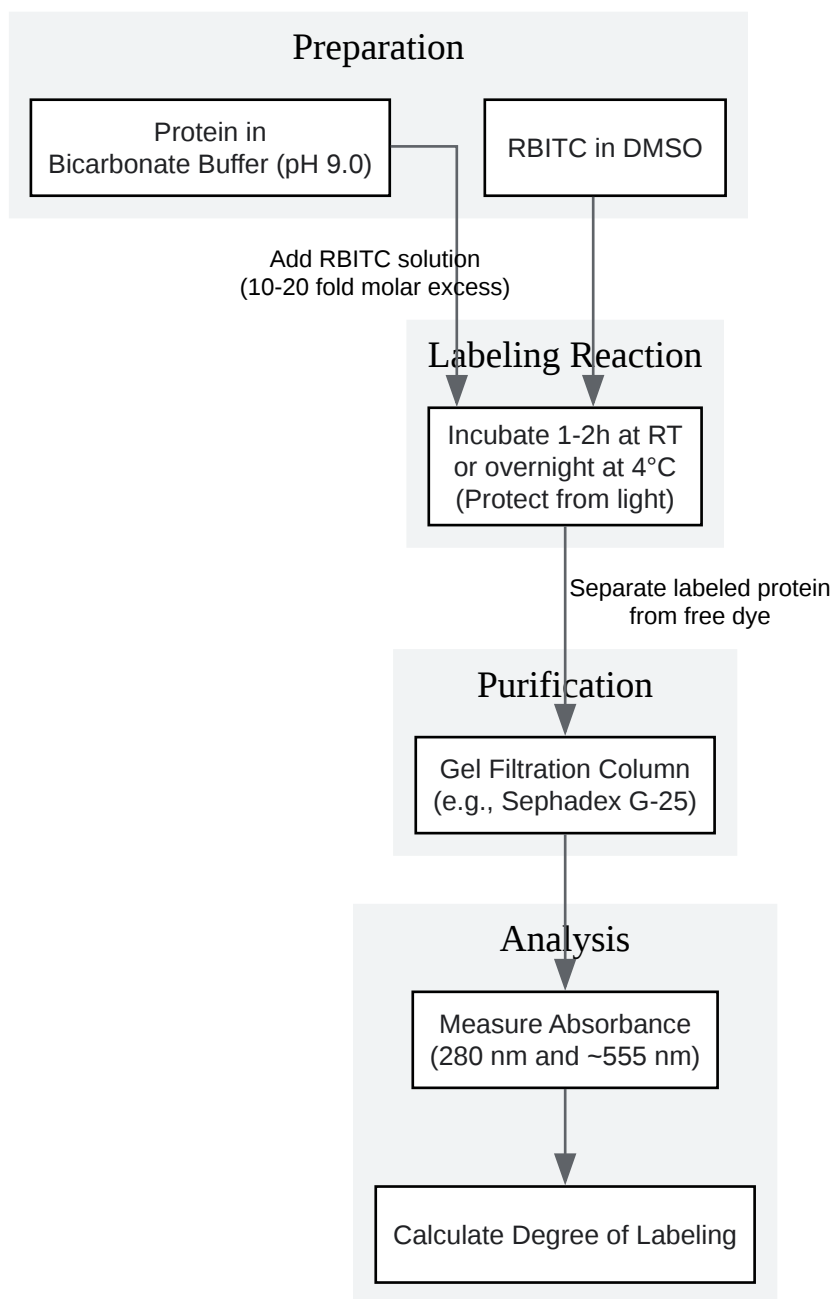 Preparation
Protein in
Bicarbonate Buffer (pH 9.0)
RBITC in DMSO
Add RBITC solution
(10-20 fold molar excess)
Labeling Reaction
Incubate 1-2h at RT
or overnight at 4°C
(Protect from light)
Separate labeled protein
from free dye
Purification
Gel Filtration Column
(e.g., Sephadex G-25)
Analysis
Measure Absorbance
(280 nm and ~555 nm)
Calculate Degree of Labeling